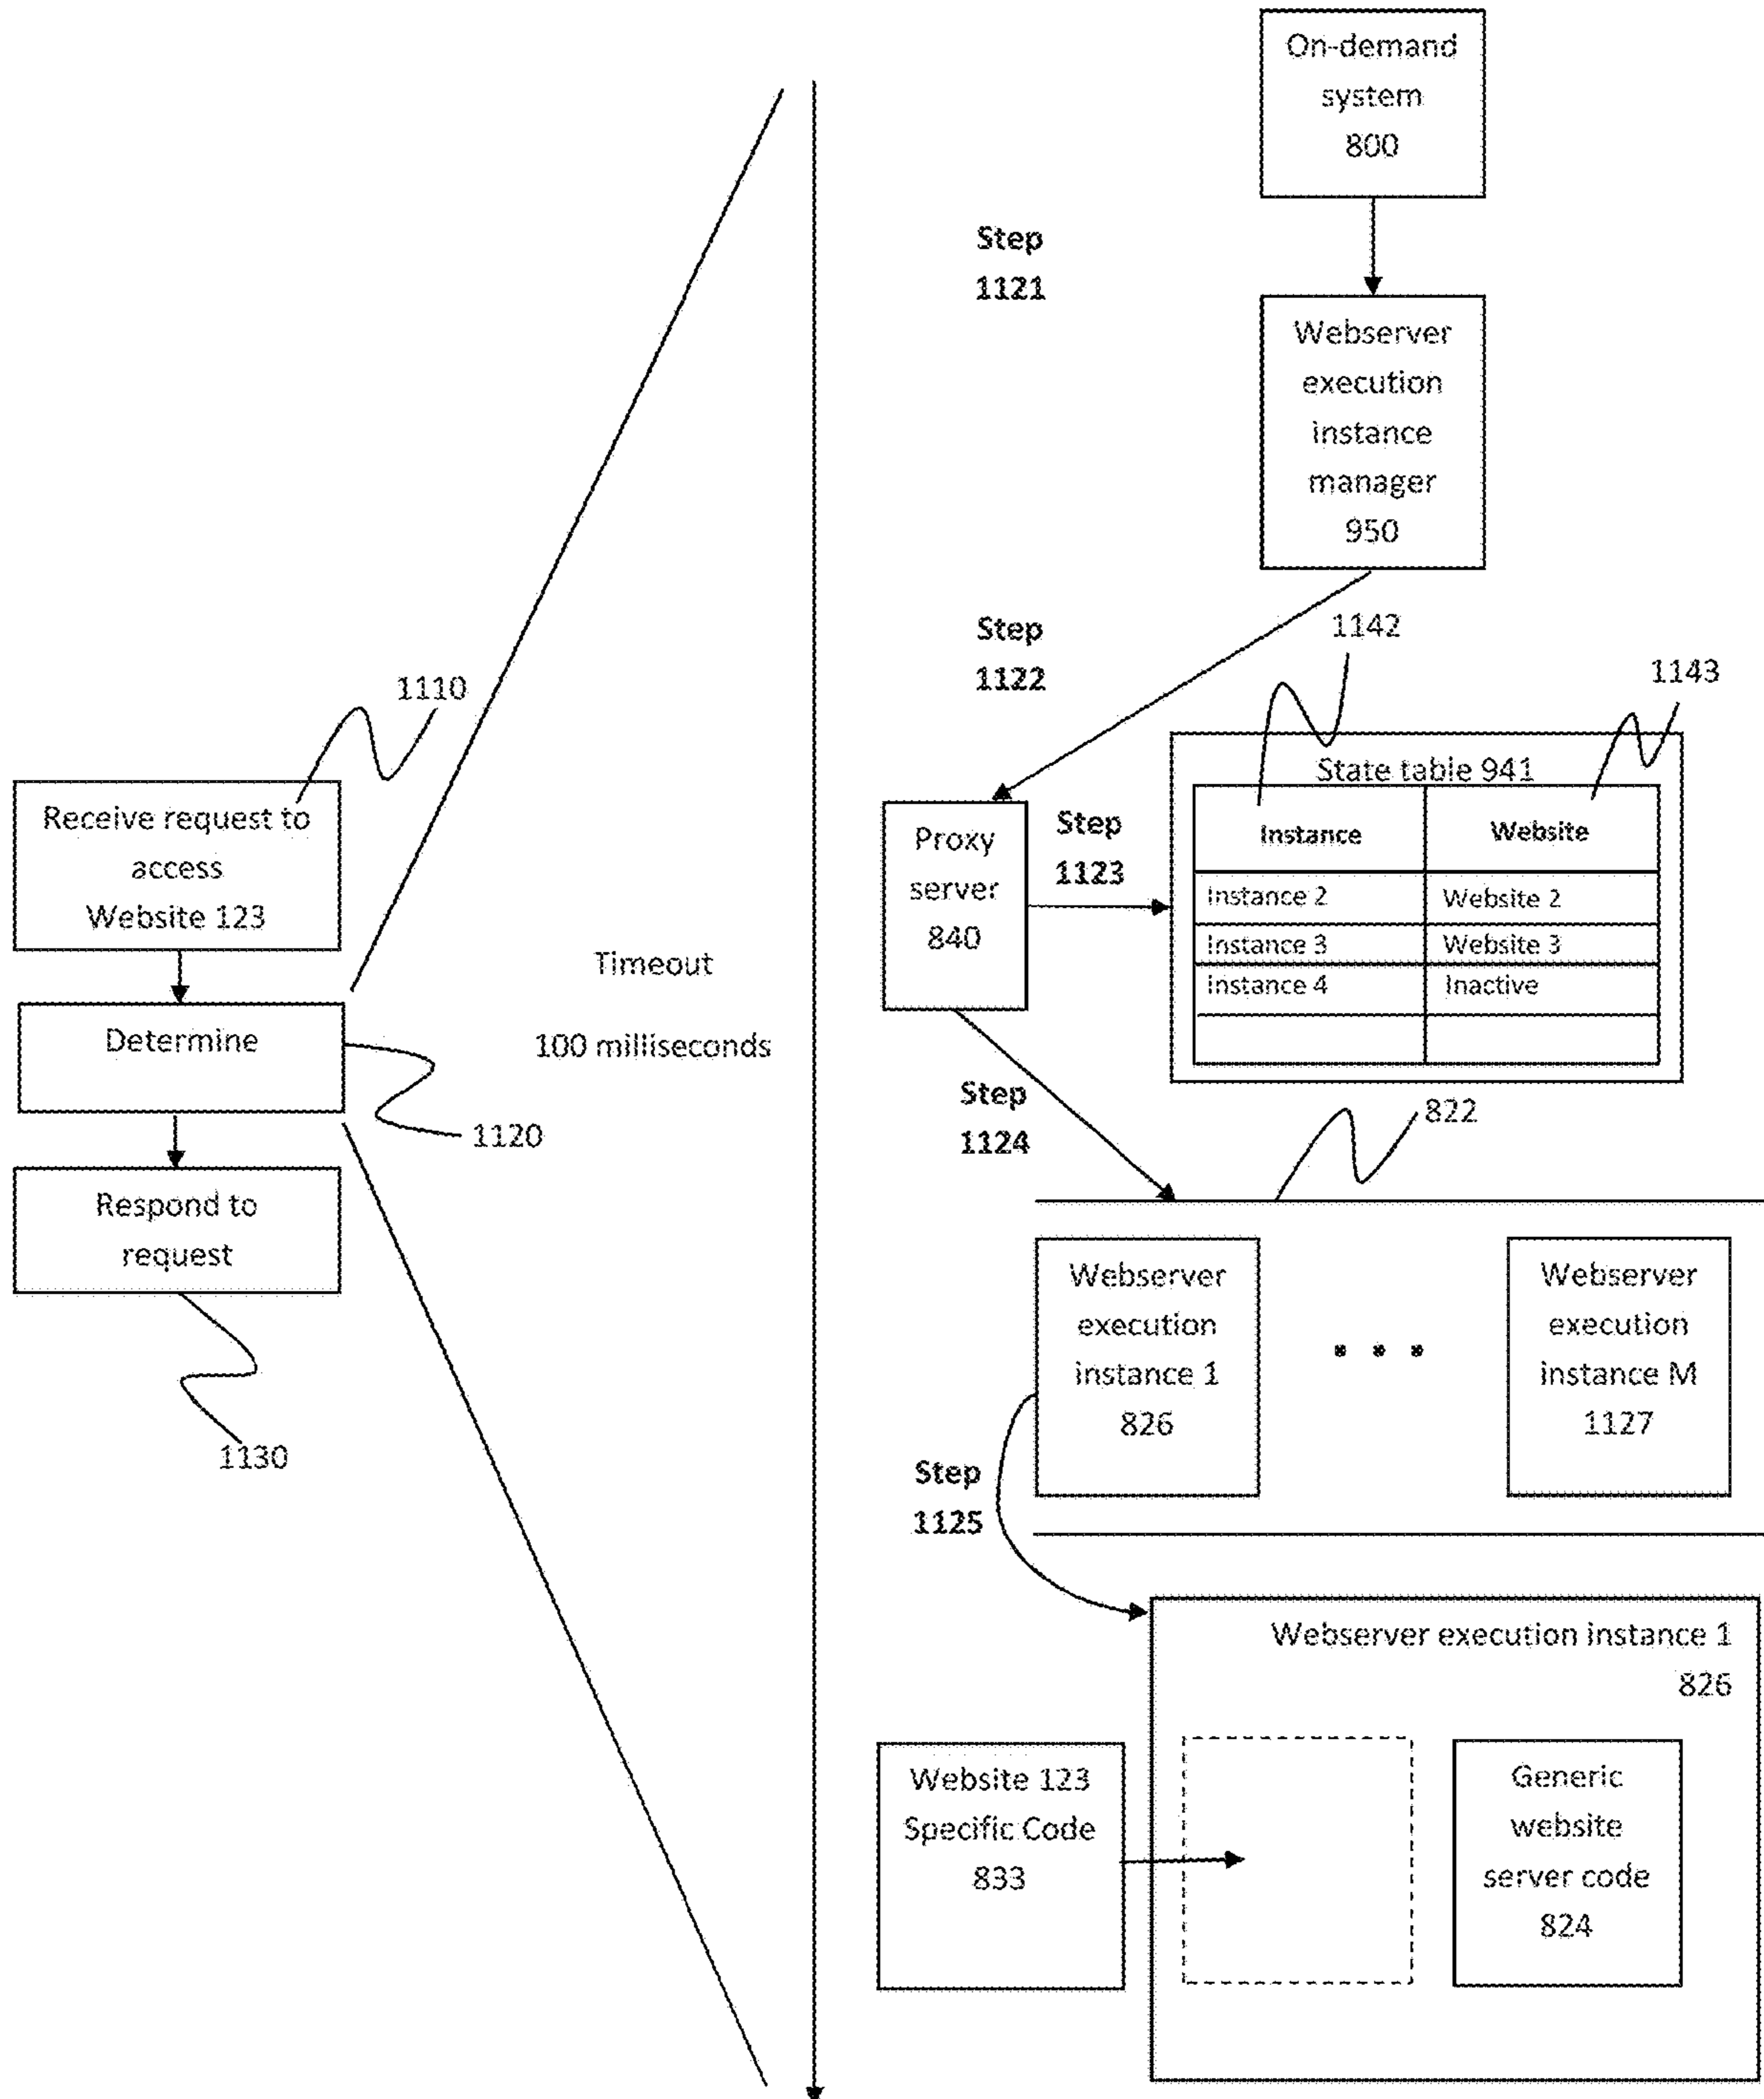 On-demand
system
800
Step
1121
Webserver
execution
instance
manager
950
Step
1122
1142
1143
1110
Receive request to
access
Website 123
Determine
1120
Respond to
request
1130
Timeout
100 milliseconds
Proxy
server
840
Step
1123
State table 941
Instance Website
Instance 2 Website 2
Instance 3 Website 3
Instance 4 Inactive
Step
1124
822
Webserver
execution
instance 1
826
Webserver
execution
instance M
1127
Step
1125
Webserver execution instance 1
826
Website 123
Specific Code
833
Generic
website
server code
824